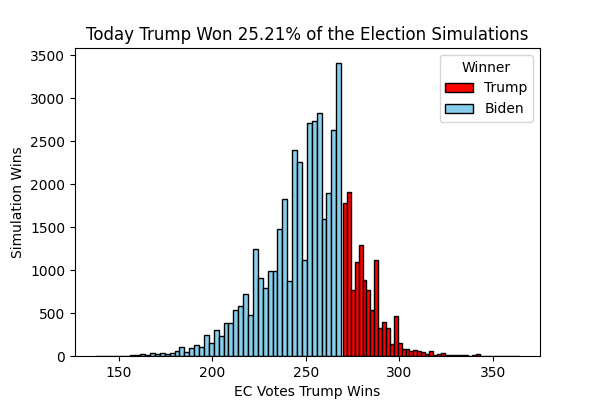 Today Trump Won 25.21% of the Election Simulations
3500
3000
2500
2000
1500
1000
500
0
Simulation Wins
Winner
Trump
Biden
150 200 250 300 350
EC Votes Trump Wins